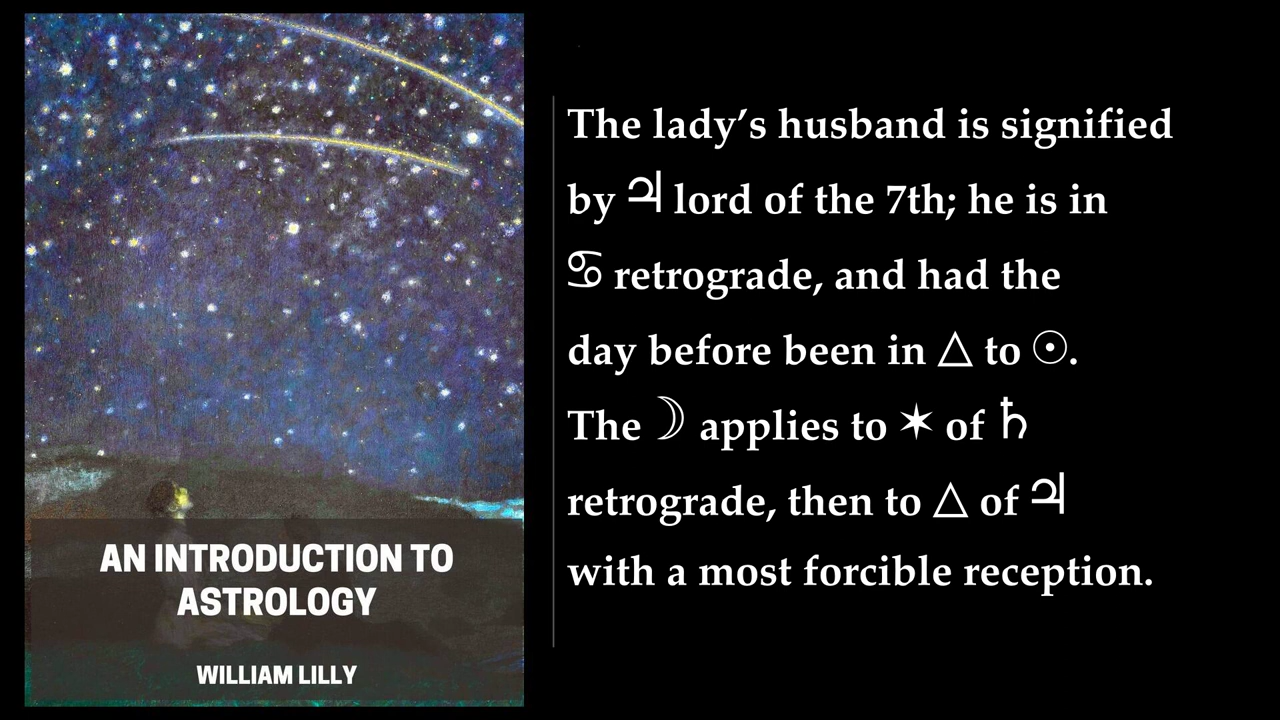 AN INTRODUCTION TO
ASTROLOGY
WILLIAM LILLY
The lady’s husband is signified
by ♃ lord of the 7th; he is in
♋ retrograde, and had the
day before been in △ to ☉.
The ☽ applies to ✶ of ♄
retrograde, then to △ of ♃
with a most forcible reception.